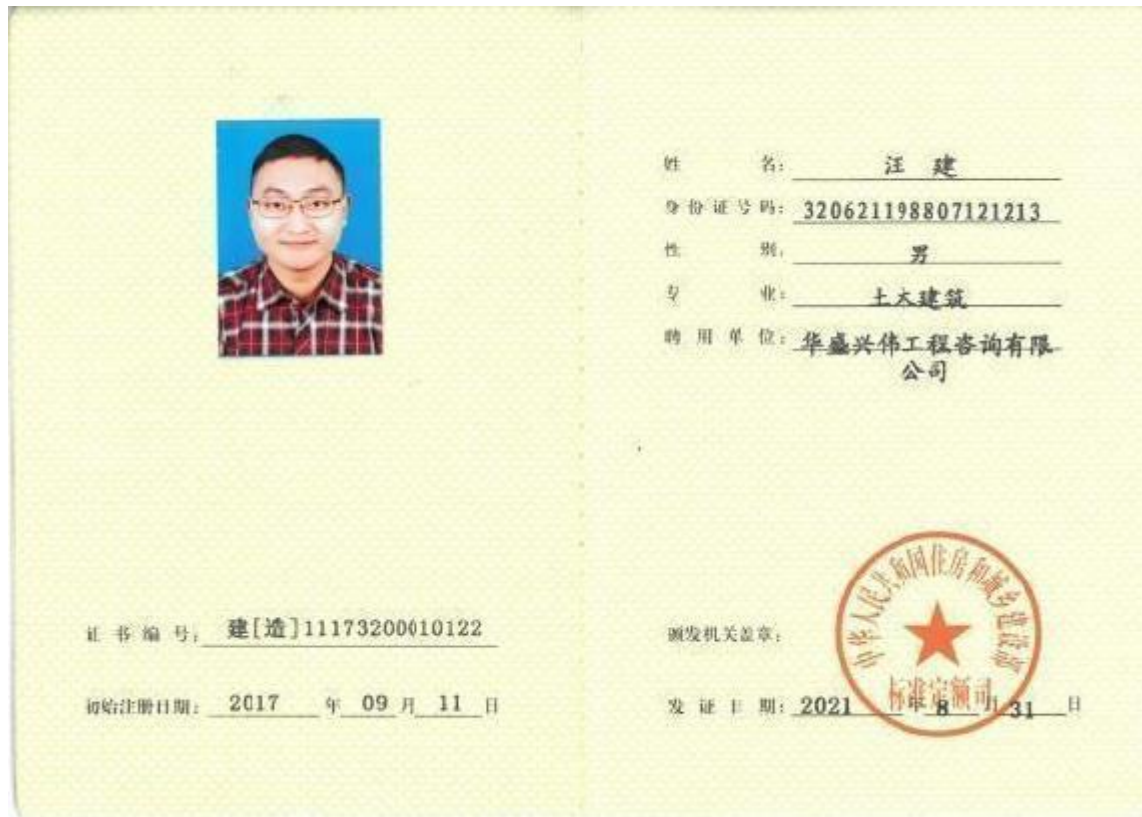 姓 名: 汪 建
身份证号码: 320621198807121213
性 别: 男
专 业: 土木建筑
聘用单位: 华盛兴伟工程咨询有限
公司
证书编号: 建[造]11173200010122
初始注册日期: 2017 年 09 月 11 日
颁发机关盖章:
中华人民共和国住房和城乡建设部
标准定额司
发证日期: 2021 年 8 月 31 日